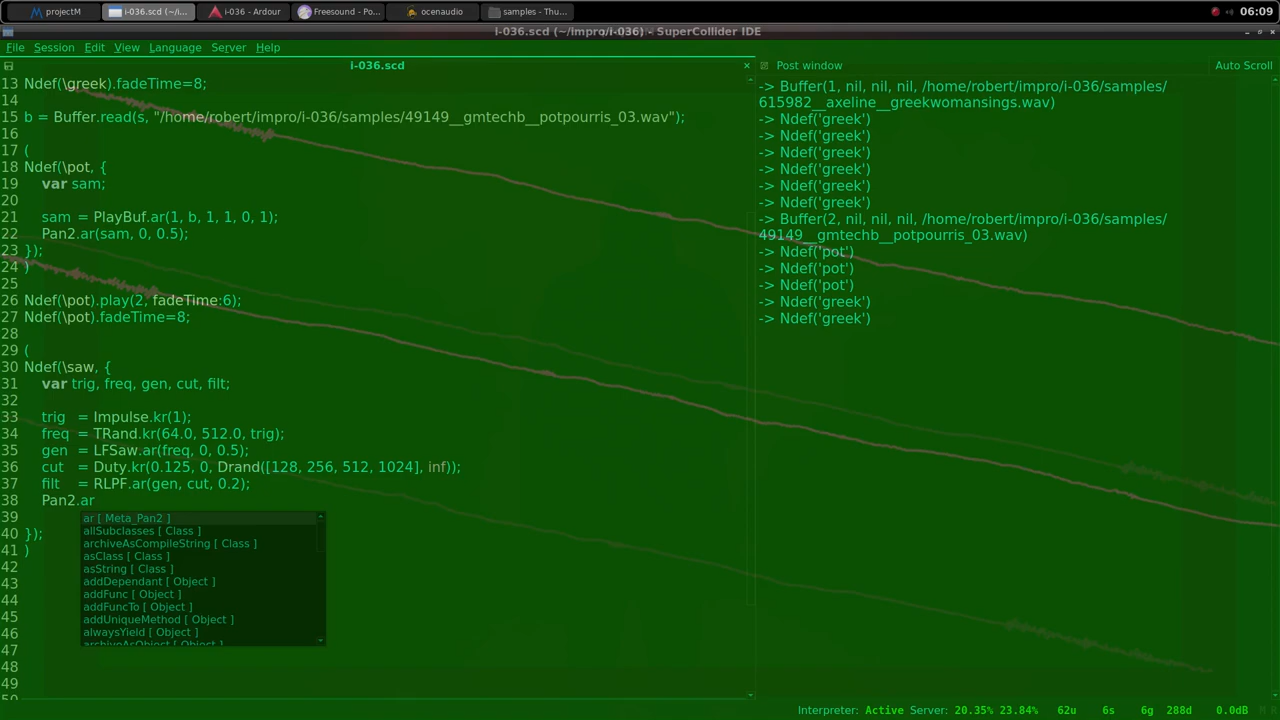 projectM
i-036.scd (~/i...
i-036 - Ardour
Freesound - Po...
ocenaudio
samples - Thu...
06:09
i-036.scd (~/impro/i-036) - SuperCollider IDE
File Session Edit View Language Server Help
i-036.scd
Post window
Auto Scroll
13 Ndef(\greek).fadeTime=8;
14
15 b = Buffer.read(s, "/home/robert/impro/i-036/samples/49149__gmtechb__potpourris_03.wav");
16
17 (
18 Ndef(\pot, {
19 var sam;
20
21 sam = PlayBuf.ar(1, b, 1, 1, 0, 1);
22 Pan2.ar(sam, 0, 0.5);
23 });
24 )
25
26 Ndef(\pot).play(2, fadeTime:6);
27 Ndef(\pot).fadeTime=8;
28
29 (
30 Ndef(\saw, {
31 var trig, freq, gen, cut, filt;
32
33 trig = Impulse.kr(1);
34 freq = TRand.kr(64.0, 512.0, trig);
35 gen = LFSaw.ar(freq, 0, 0.5);
36 cut = Duty.kr(0.125, 0, Drand([128, 256, 512, 1024], inf));
37 filt = RLPF.ar(gen, cut, 0.2);
38 Pan2.ar
39
40 });
41 )
42
43
44
45
46
47
48
49
50
ar [ Meta_Pan2 ]
allSubclasses [ Class ]
archiveAsCompileString [ Class ]
asClass [ Class ]
asString [ Class ]
addDependant [ Object ]
addFunc [ Object ]
addFuncTo [ Object ]
addUniqueMethod [ Object ]
alwaysYield [ Object ]
archiveAsObject [ Object ]
-> Buffer(1, nil, nil, nil, /home/robert/impro/i-036/samples/
615982__axeline__greekwomansings.wav)
-> Ndef('greek')
-> Ndef('greek')
-> Ndef('greek')
-> Ndef('greek')
-> Ndef('greek')
-> Ndef('greek')
-> Buffer(2, nil, nil, nil, /home/robert/impro/i-036/samples/
49149__gmtechb__potpourris_03.wav)
-> Ndef('pot')
-> Ndef('pot')
-> Ndef('pot')
-> Ndef('greek')
-> Ndef('greek')
Interpreter: Active Server: 20.35% 23.84% 62u 6s 6g 288d 0.0dB M R